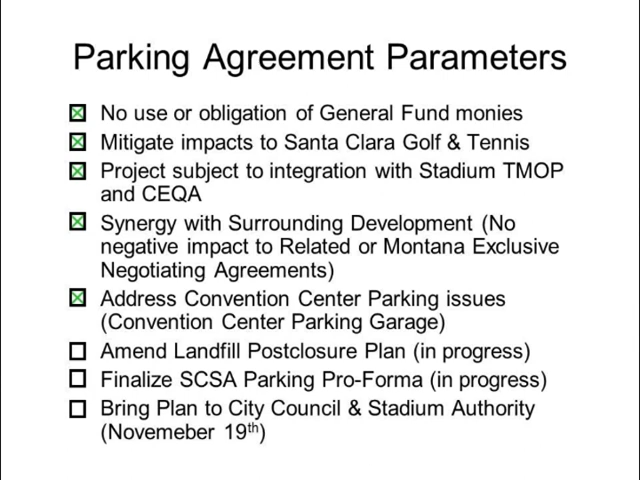 Parking Agreement Parameters
No use or obligation of General Fund monies
Mitigate impacts to Santa Clara Golf & Tennis
Project subject to integration with Stadium TMOP
and CEQA
Synergy with Surrounding Development (No
negative impact to Related or Montana Exclusive
Negotiating Agreements)
Address Convention Center Parking issues
(Convention Center Parking Garage)
Amend Landfill Postclosure Plan (in progress)
Finalize SCSA Parking Pro-Forma (in progress)
Bring Plan to City Council & Stadium Authority
(Novemeber 19th)